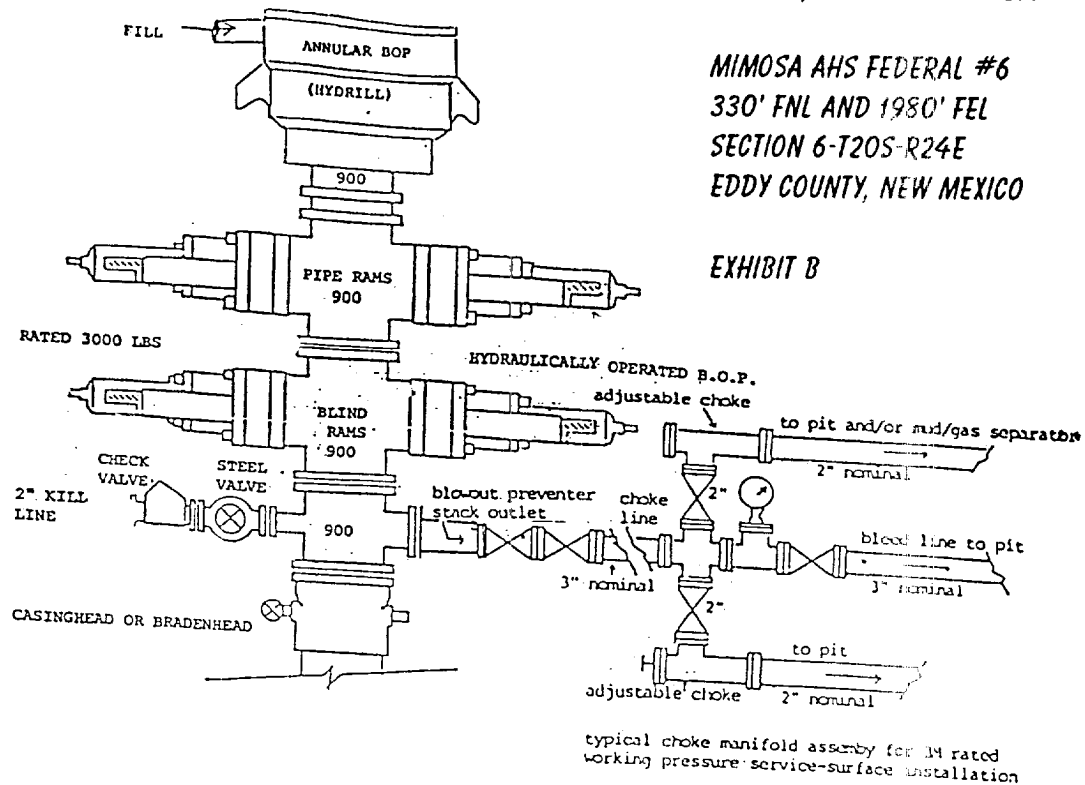 FILL
ANNULAR BOP
(HYDRILL)
MIMOSA AHS FEDERAL #6
330' FNL AND 1980' FEL
SECTION 6-T20S-R24E
EDDY COUNTY, NEW MEXICO
EXHIBIT B
900
PIPE RAMS
900
RATED 3000 LBS
HYDRAULICALLY OPERATED B.O.P.
BLIND
RAMS
900
adjustable choke
to pit and/or mud/gas separator
2" nominal
CHECK
VALVE
STEEL
VALVE
2" KILL
LINE
900
blowout preventer
stack outlet
choke
line
3" nominal
2"
bleed line to pit
3" nominal
2"
CASINGHEAD OR BRADENHEAD
to pit
adjustable choke
2" nominal
typical choke manifold assemby for 3M rated
working pressure service-surface installation